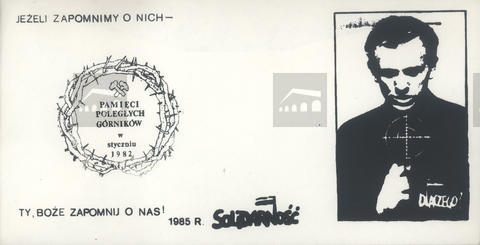 JEŻELI ZAPOMNIMY O NICH—
PAMIĘCI
POLEGŁYCH
GÓRNIKÓW
w
styczniu
1982
TY, BOŻE ZAPOMNIJ O NAS!
1985 R.
SOLIDARNOŚĆ
DLACZEGO?